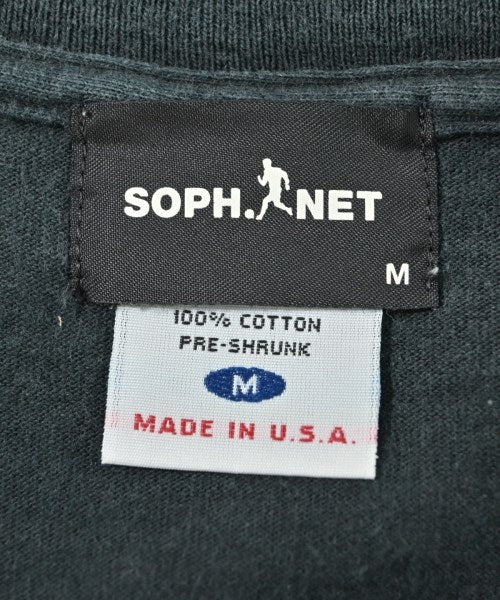 SOPH.NET
M
100% COTTON
PRE-SHRUNK
M
MADE IN U.S.A.